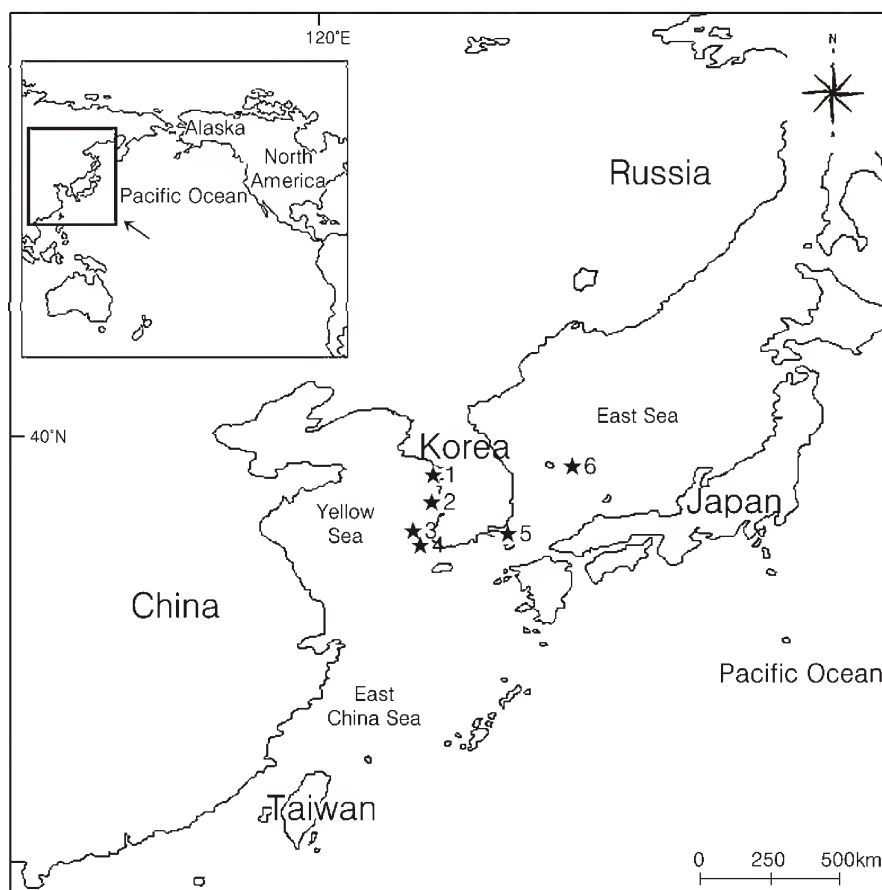 120°E
N
Alaska
North
America
Pacific Ocean
Russia
East Sea
40°N
Korea
1
6
2
Japan
Yellow
Sea
3
5
4
China
Pacific Ocean
East
China Sea
Taiwan
0 250 500km